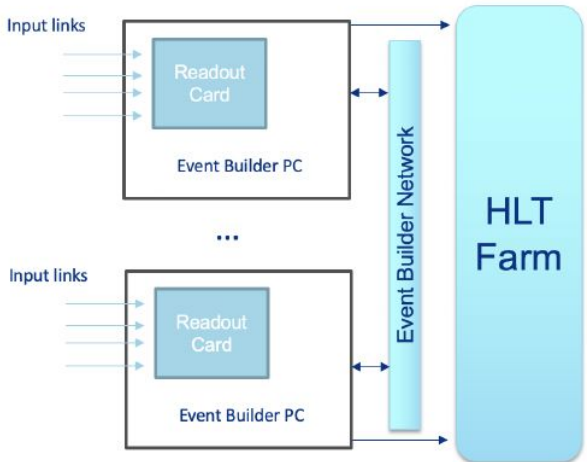 Input links
Readout
Card
Event Builder PC
...
Input links
Readout
Card
Event Builder PC
Event Builder Network
HLT
Farm